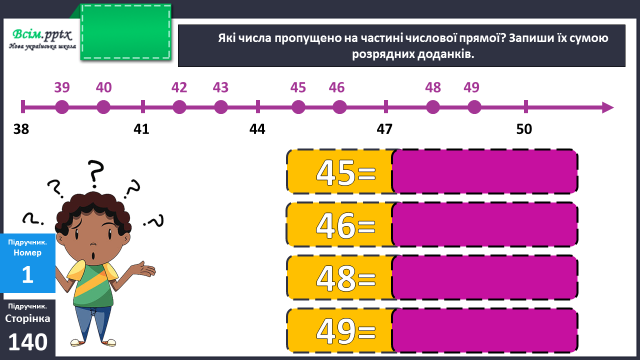 Всім.pptx
Нова українська школа
Які числа пропущено на частині числової прямої? Запиши їх сумою
розрядних доданків.
39 40 42 43 45 46 48 49
38 41 44 47 50
? ? ? ? ?
45=
46=
48=
49=
Підручник.
Номер
1
Підручник.
Сторінка
140